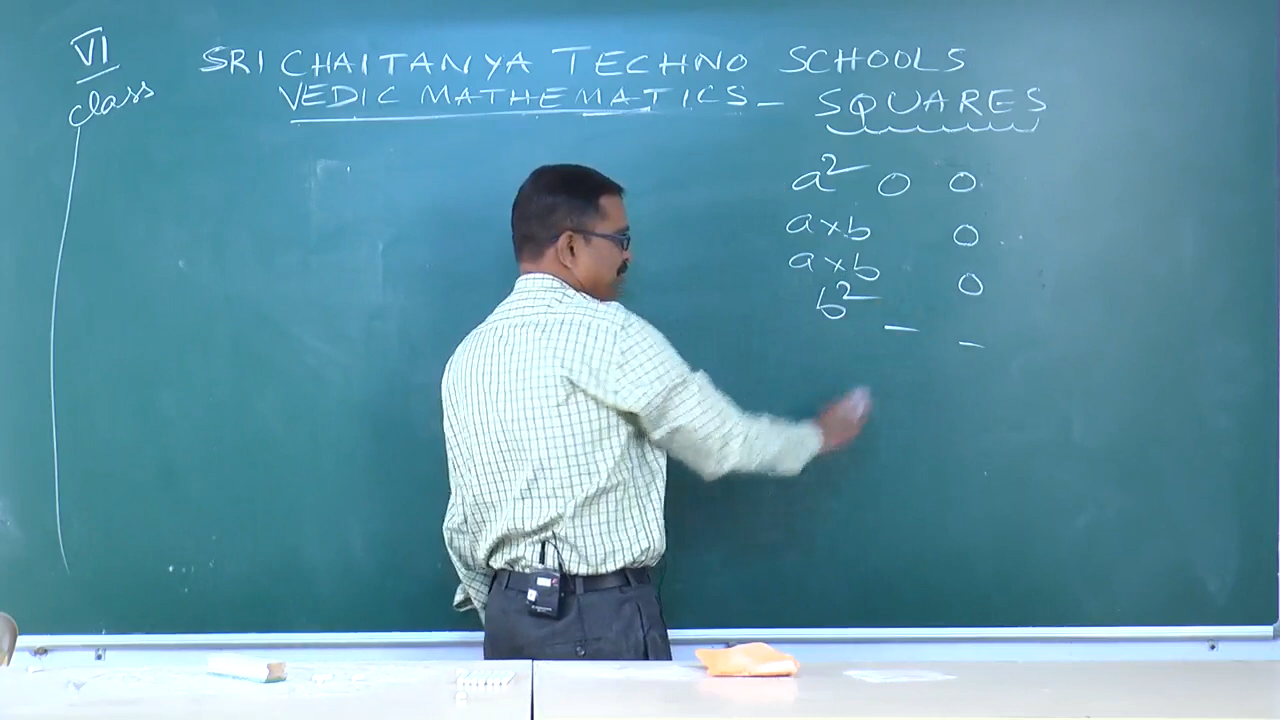 VI
class
SRI CHAITANYA TECHNO SCHOOLS
VEDIC MATHEMATICS - SQUARES
a² 0 0
a×b 0
a×b 0
b² _ _